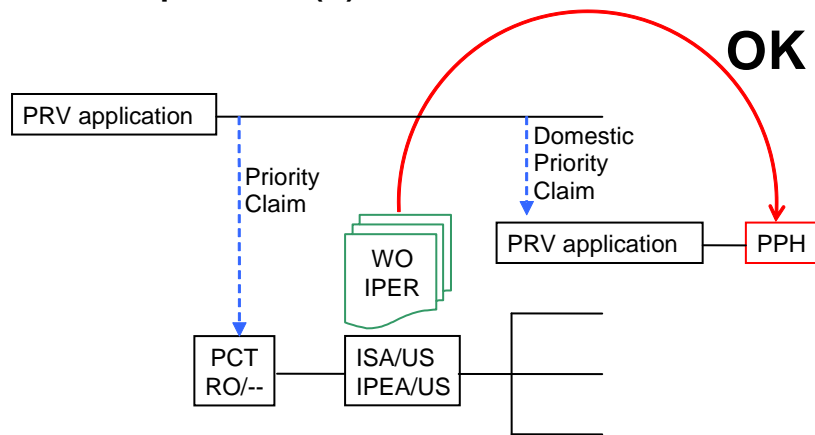 OK
PRV application
Priority
Claim
Domestic
Priority
Claim
WO
IPER
PRV application
PPH
PCT
RO/--
ISA/US
IPEA/US